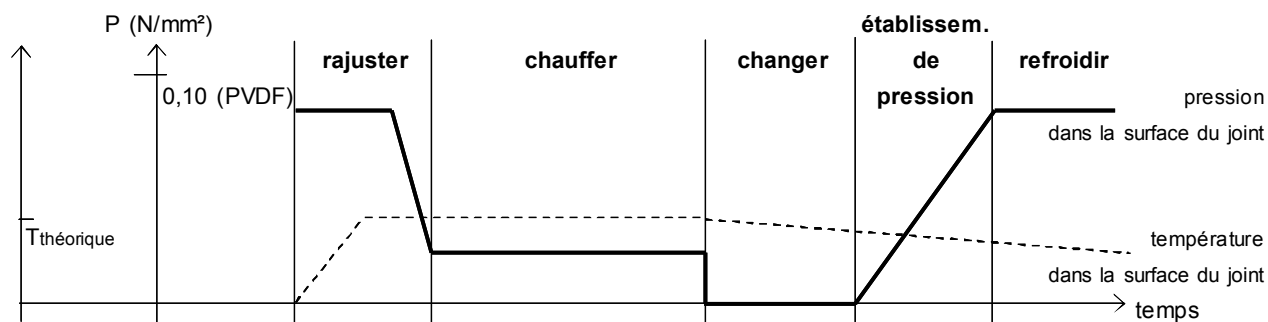 P (N/mm²)
établissem.
rajuster
chauffer
changer
de
refroidir
0,10 (PVDF)
pression
pression
dans la surface du joint
Tthéorique
température
dans la surface du joint
temps